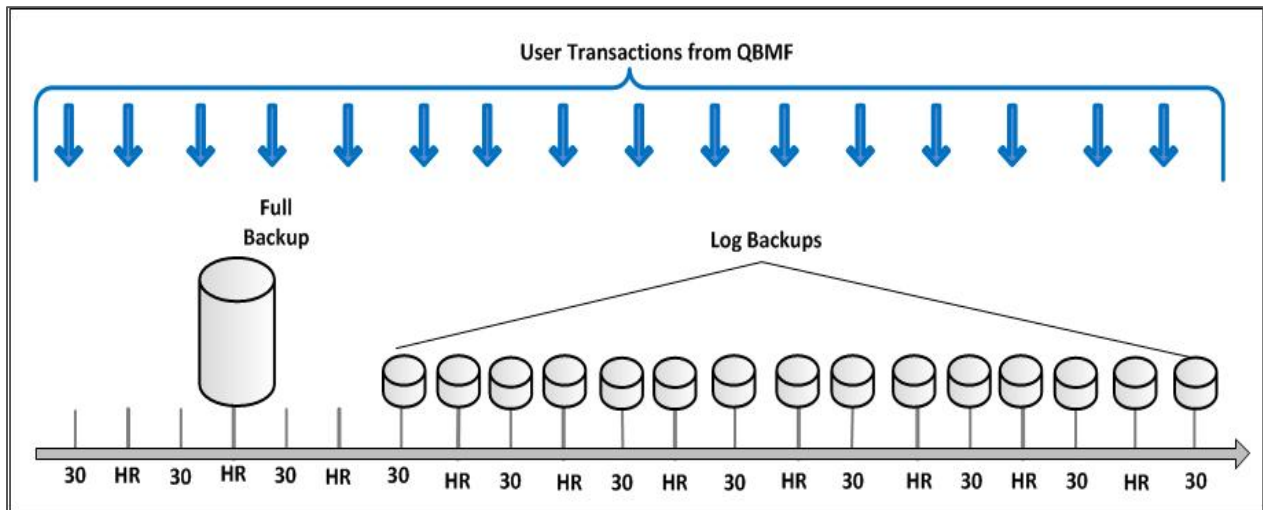 User Transactions from QBMF
Full
Backup
Log Backups
30 HR 30 HR 30 HR 30 HR 30 HR 30 HR 30 HR 30 HR 30 HR 30 HR 30